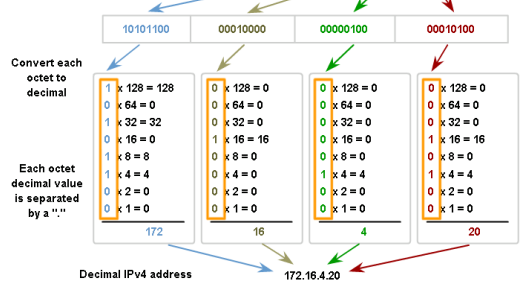 10101100 00010000 00000100 00010100
Convert each
octet to
decimal
1 x 128 = 128
0 x 64 = 0
1 x 32 = 32
0 x 16 = 0
1 x 8 = 8
1 x 4 = 4
0 x 2 = 0
0 x 1 = 0
172
0 x 128 = 0
0 x 64 = 0
0 x 32 = 0
1 x 16 = 16
0 x 8 = 0
0 x 4 = 0
0 x 2 = 0
0 x 1 = 0
16
0 x 128 = 0
0 x 64 = 0
0 x 32 = 0
0 x 16 = 0
0 x 8 = 0
1 x 4 = 4
0 x 2 = 0
0 x 1 = 0
4
0 x 128 = 0
0 x 64 = 0
0 x 32 = 0
1 x 16 = 16
0 x 8 = 0
1 x 4 = 4
0 x 2 = 0
0 x 1 = 0
20
Each octet
decimal value
is separated
by a "."
Decimal IPv4 address 172.16.4.20